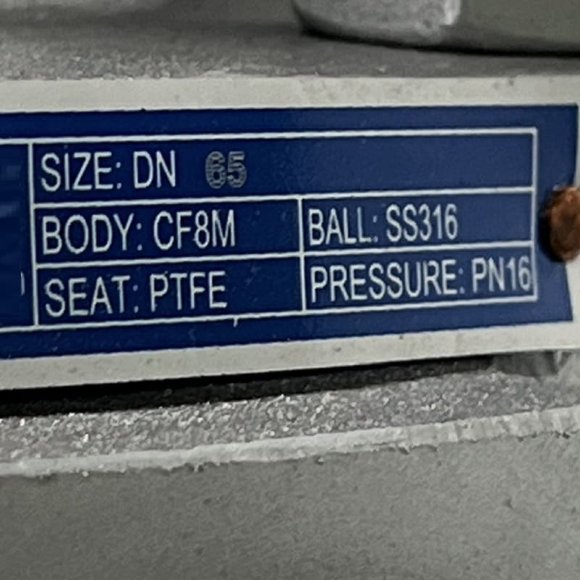 SIZE: DN 65
BODY: CF8M BALL: SS316
SEAT: PTFE PRESSURE: PN16